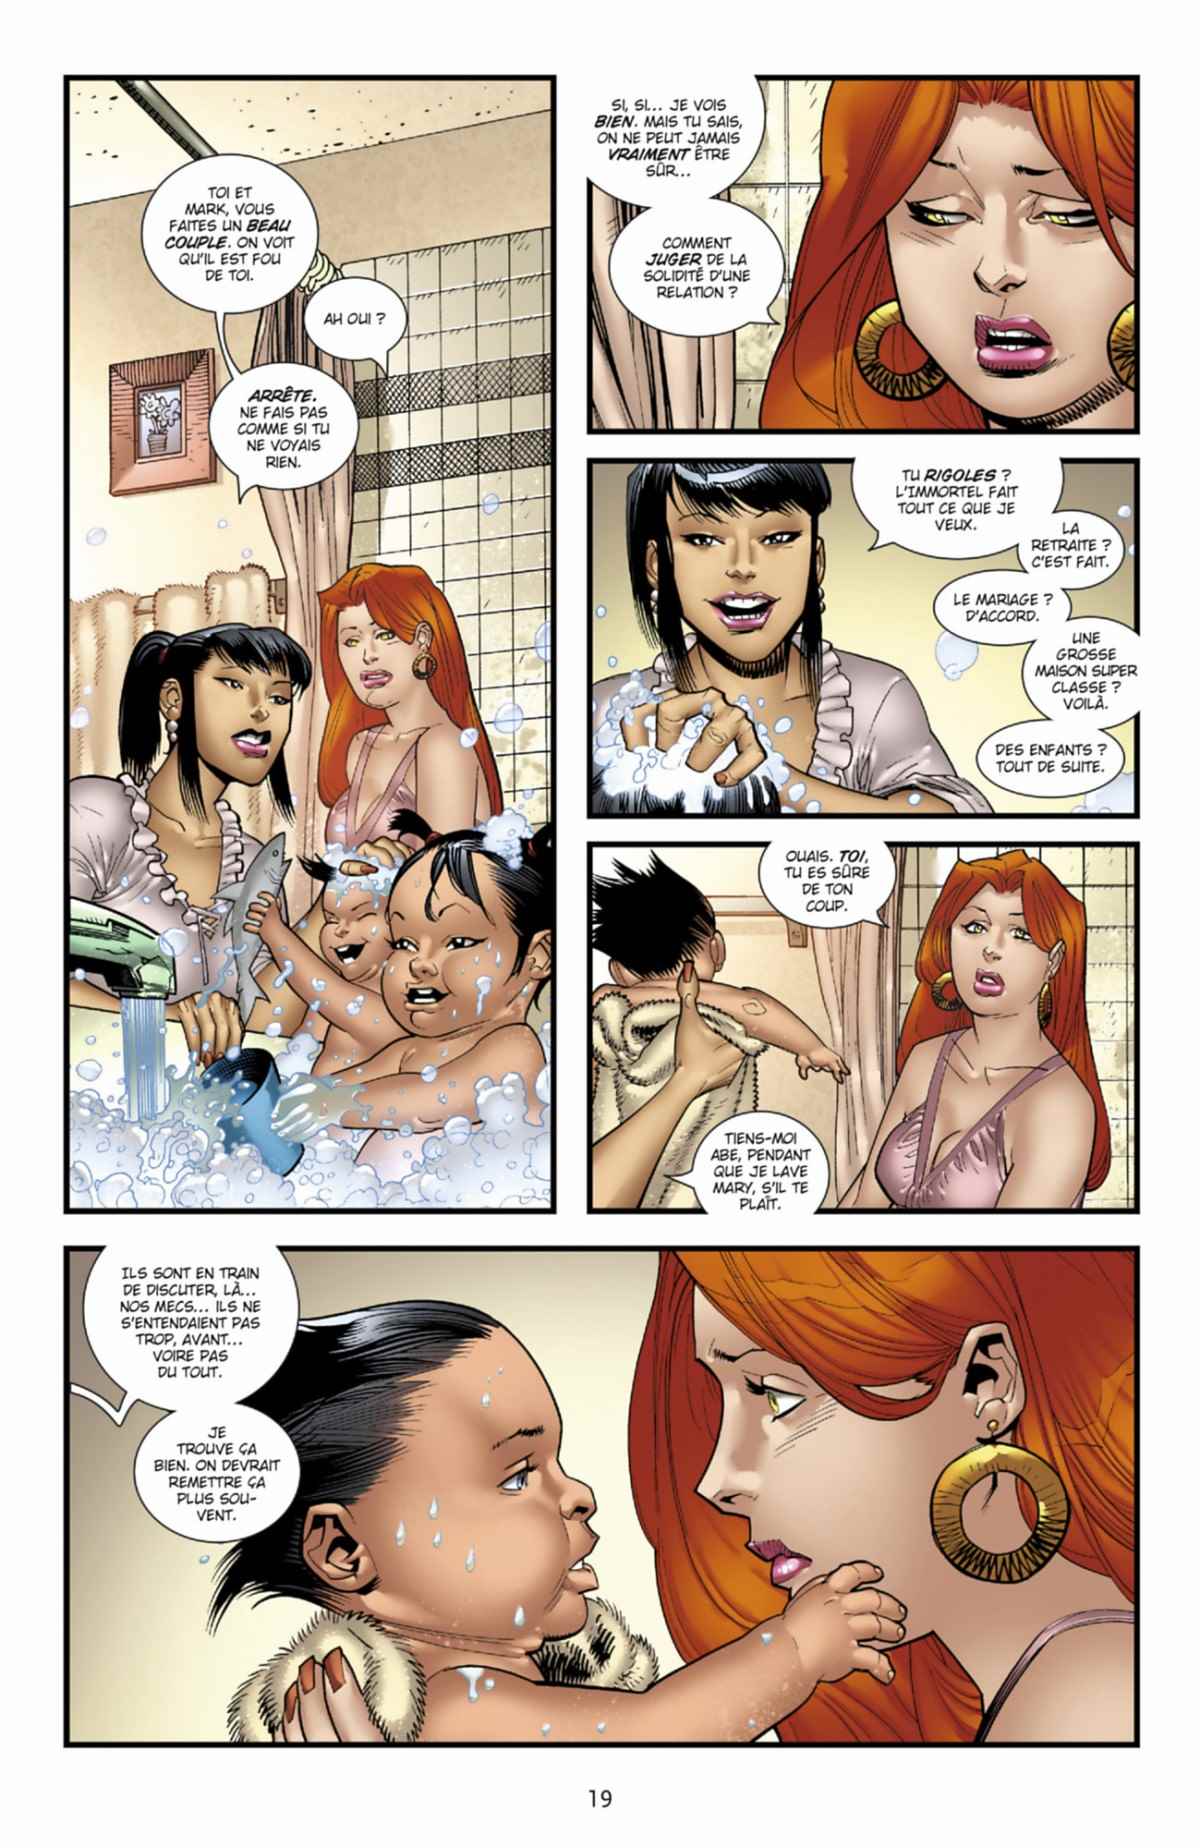 TOI ET
MARK, VOUS
FAITES UN BEAU
COUPLE. ON VOIT
QU'IL EST FOU
DE TOI.
AH OUI ?
ARRÊTE.
NE FAIS PAS
COMME SI TU
NE VOYAIS
RIEN.
SI, SI... JE VOIS
BIEN. MAIS TU SAIS,
ON NE PEUT JAMAIS
VRAIMENT ÊTRE
SÛR...
COMMENT
JUGER DE LA
SOLIDITÉ D'UNE
RELATION ?
TU RIGOLES ?
L'IMMORTEL FAIT
TOUT CE QUE JE
VEUX.
LA
RETRAITE ?
C'EST FAIT.
LE MARIAGE ?
D'ACCORD.
UNE
GROSSE
MAISON SUPER
CLASSE ?
VOILÀ.
DES ENFANTS ?
TOUT DE SUITE.
OUAIS. TOI,
TU ES SÛRE
DE TON
COUP.
TIENS-MOI
ABE, PENDANT
QUE JE LAVE
MARY, S'IL TE
PLAÎT.
ILS SONT EN TRAIN
DE DISCUTER, LÀ...
NOS MECS... ILS NE
S'ENTENDAIENT PAS
TROP, AVANT...
VOIRE PAS
DU TOUT.
JE
TROUVE ÇA
BIEN. ON DEVRAIT
REMETTRE ÇA
PLUS SOU-
VENT.
19